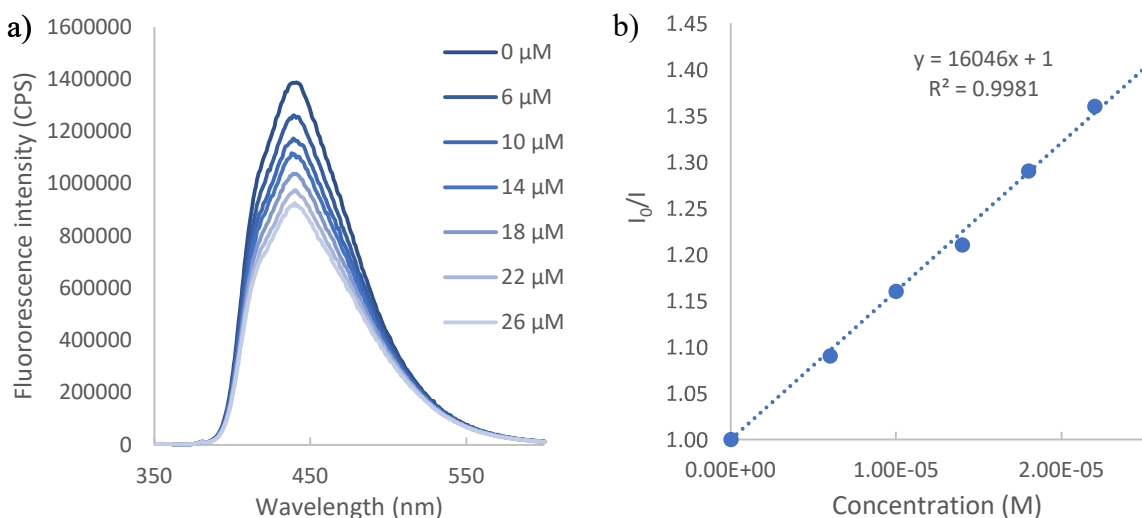 a)
Fluororescence intensity (CPS)
1600000
1400000
1200000
1000000
800000
600000
400000
200000
0
350
450
550
Wavelength (nm)
0 μM
6 μM
10 μM
14 μM
18 μM
22 μM
26 μM
b)
I0/I
1.45
1.40
1.35
1.30
1.25
1.20
1.15
1.10
1.05
1.00
y = 16046x + 1
R² = 0.9981
0.00E+00
1.00E-05
2.00E-05
Concentration (M)